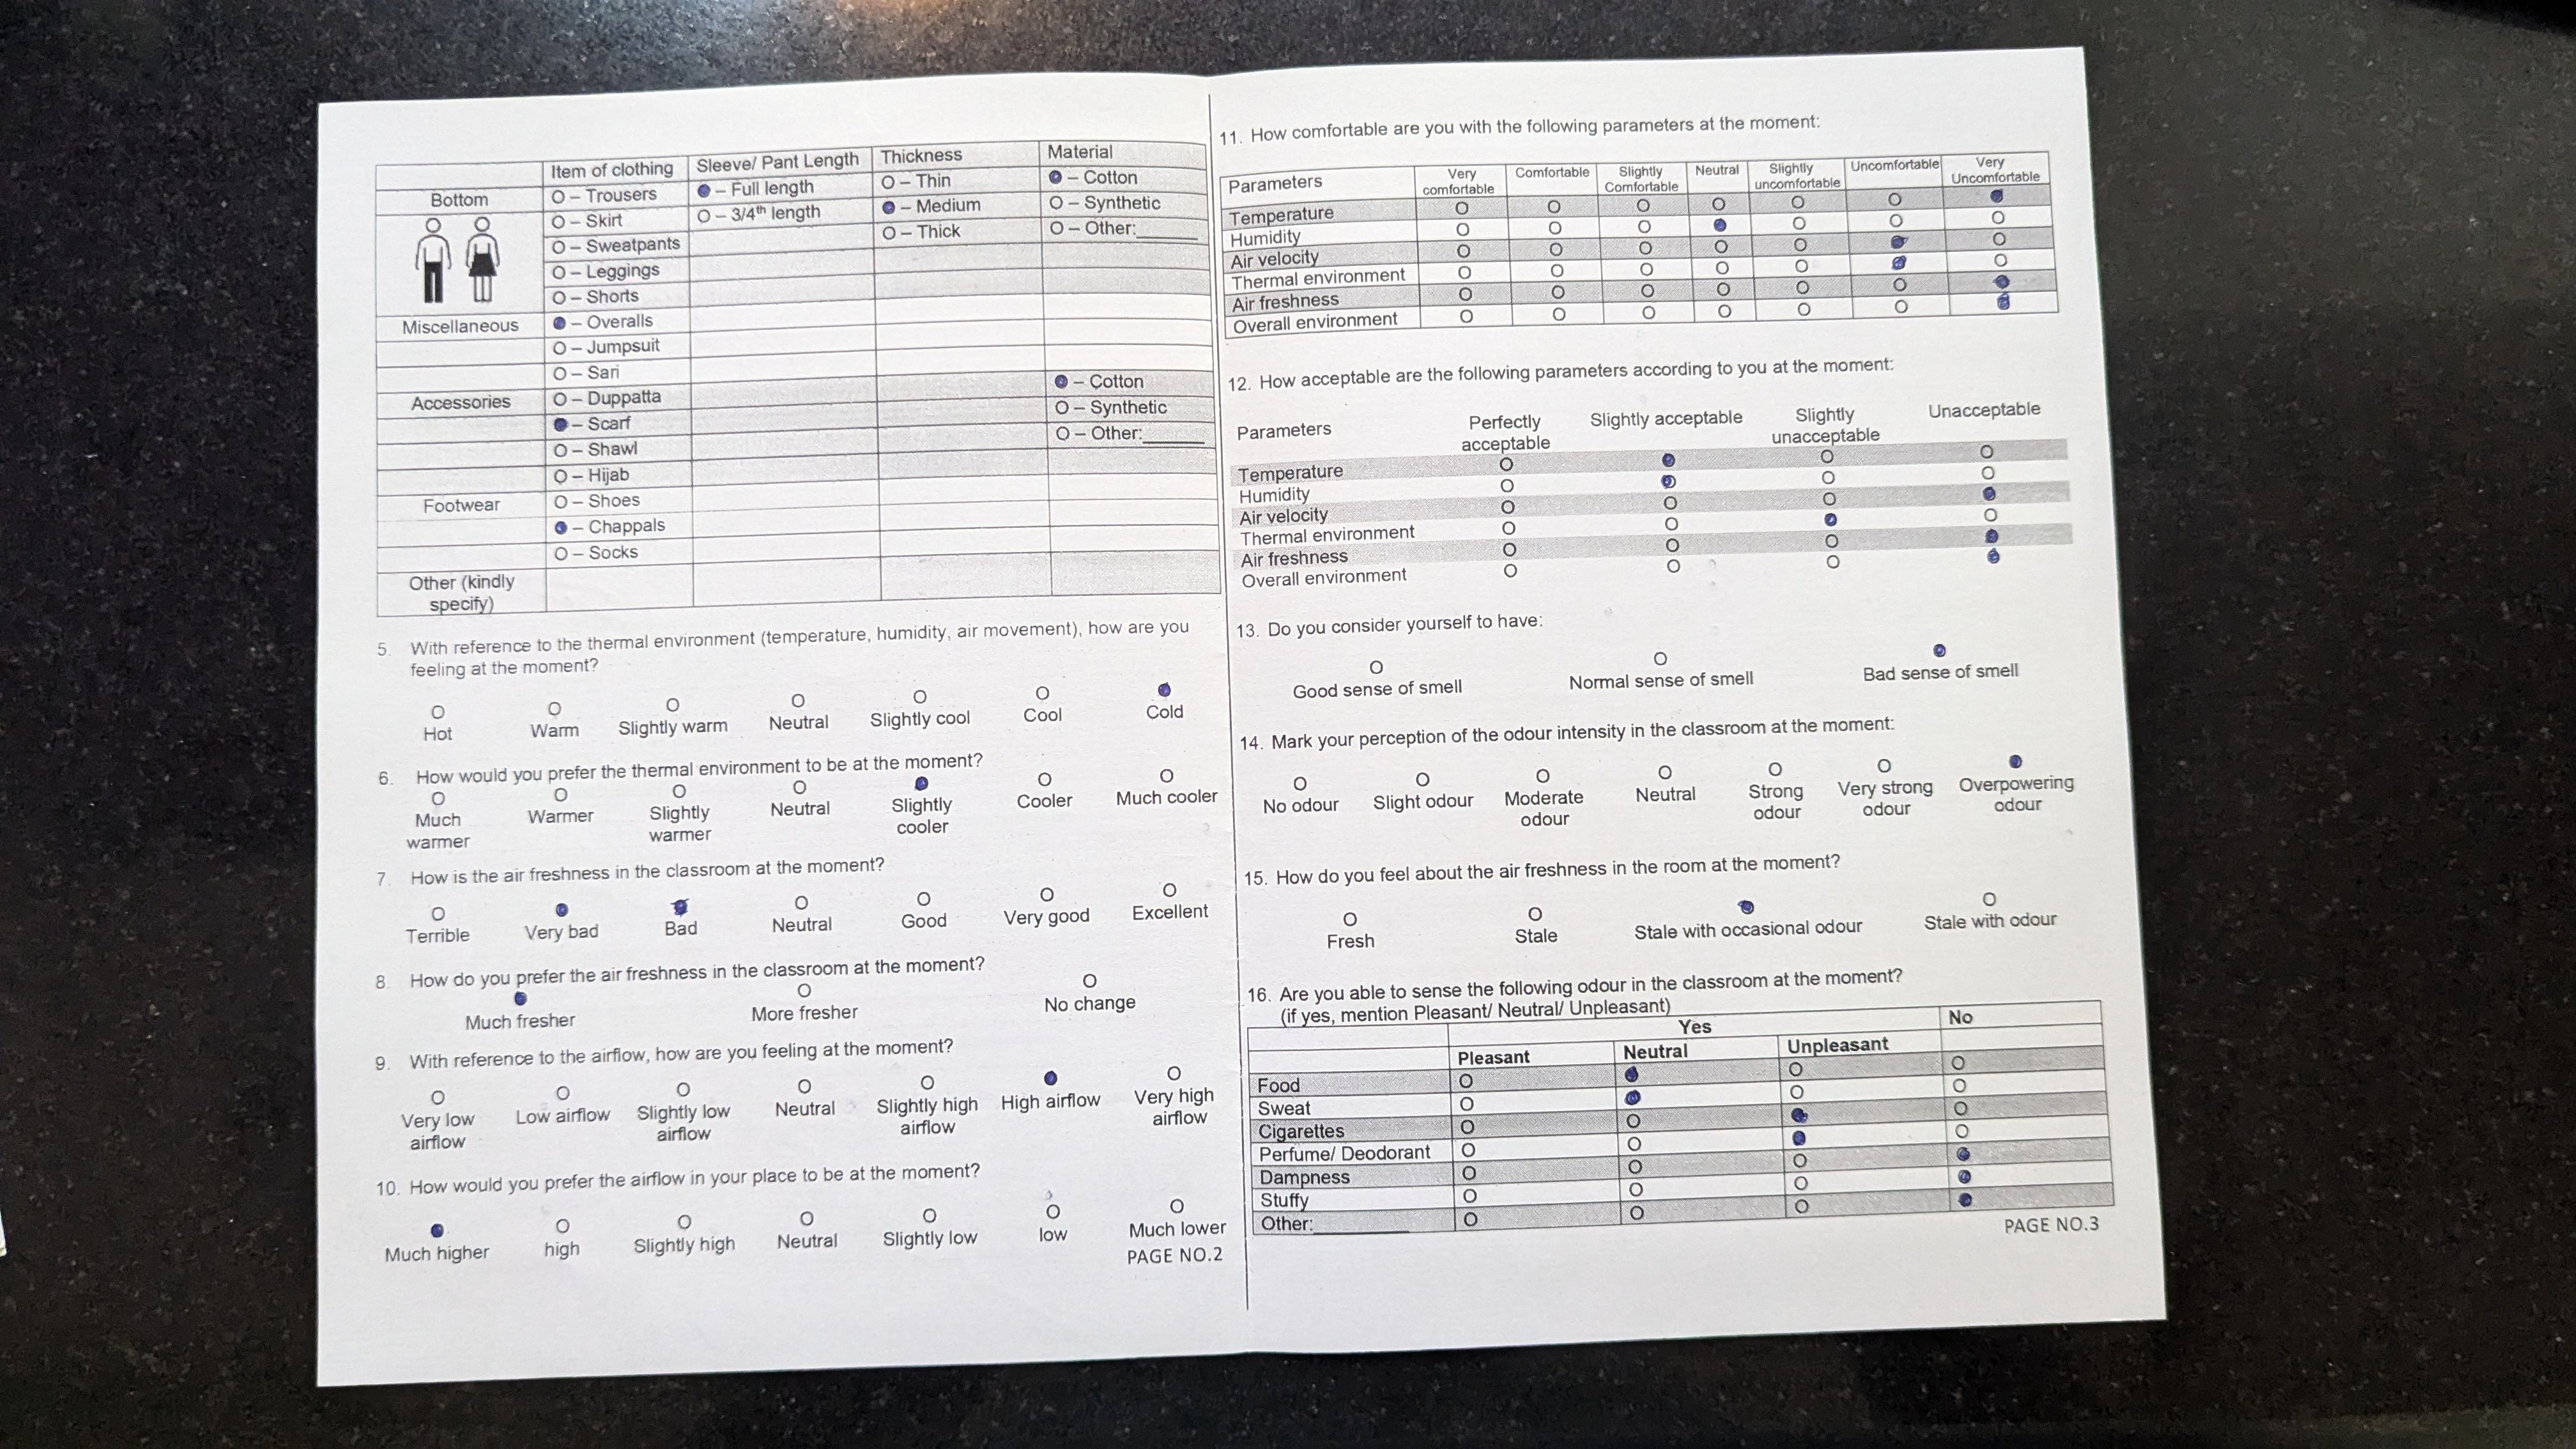 Item of clothing Sleeve/ Pant Length Thickness Material
Bottom O – Trousers ● – Full length O – Thin ● – Cotton
O – Skirt O – 3/4th length ● – Medium O – Synthetic
O – Sweatpants O – Thick O – Other:______
O – Leggings
O – Shorts
Miscellaneous ● – Overalls
O – Jumpsuit
O – Sari
Accessories O – Duppatta ● – Cotton
● – Scarf O – Synthetic
O – Shawl O – Other:______
O – Hijab
Footwear O – Shoes
● – Chappals
O – Socks
Other (kindly
specify)
5. With reference to the thermal environment (temperature, humidity, air movement), how are you
feeling at the moment?
O O O O O O ●
Hot Warm Slightly warm Neutral Slightly cool Cool Cold
6. How would you prefer the thermal environment to be at the moment?
O O O O ● O O
Much Warmer Slightly Neutral Slightly Cooler Much cooler
warmer warmer cooler
7. How is the air freshness in the classroom at the moment?
O ● ● O O O O
Terrible Very bad Bad Neutral Good Very good Excellent
8. How do you prefer the air freshness in the classroom at the moment?
● O O
Much fresher More fresher No change
9. With reference to the airflow, how are you feeling at the moment?
O O O O O ● O
Very low Low airflow Slightly low Neutral Slightly high High airflow Very high
airflow airflow airflow airflow
10. How would you prefer the airflow in your place to be at the moment?
● O O O O O O
Much higher high Slightly high Neutral Slightly low low Much lower
PAGE NO.2
11. How comfortable are you with the following parameters at the moment:
Parameters Very Comfortable Slightly Neutral Slightly Uncomfortable Very
comfortable Comfortable uncomfortable Uncomfortable
Temperature O O O O O O ●
Humidity O O O ● O O O
Air velocity O O O O O ● O
Thermal environment O O O O O ● O
Air freshness O O O O O O ●
Overall environment O O O O O O ●
12. How acceptable are the following parameters according to you at the moment:
Parameters Perfectly Slightly acceptable Slightly Unacceptable
acceptable unacceptable
Temperature O ● O O
Humidity O ● O O
Air velocity O O O ●
Thermal environment O O ● O
Air freshness O O O ●
Overall environment O O O ●
13. Do you consider yourself to have:
O O ●
Good sense of smell Normal sense of smell Bad sense of smell
14. Mark your perception of the odour intensity in the classroom at the moment:
O O O O O O ●
No odour Slight odour Moderate Neutral Strong Very strong Overpowering
odour odour odour odour
15. How do you feel about the air freshness in the room at the moment?
O O ● O
Fresh Stale Stale with occasional odour Stale with odour
16. Are you able to sense the following odour in the classroom at the moment?
(if yes, mention Pleasant/ Neutral/ Unpleasant)
Yes No
Pleasant Neutral Unpleasant
Food O ● O O
Sweat O ● O O
Cigarettes O O ● O
Perfume/ Deodorant O O ● O
Dampness O O O ●
Stuffy O O O ●
Other:__________ O O O ●
PAGE NO.3